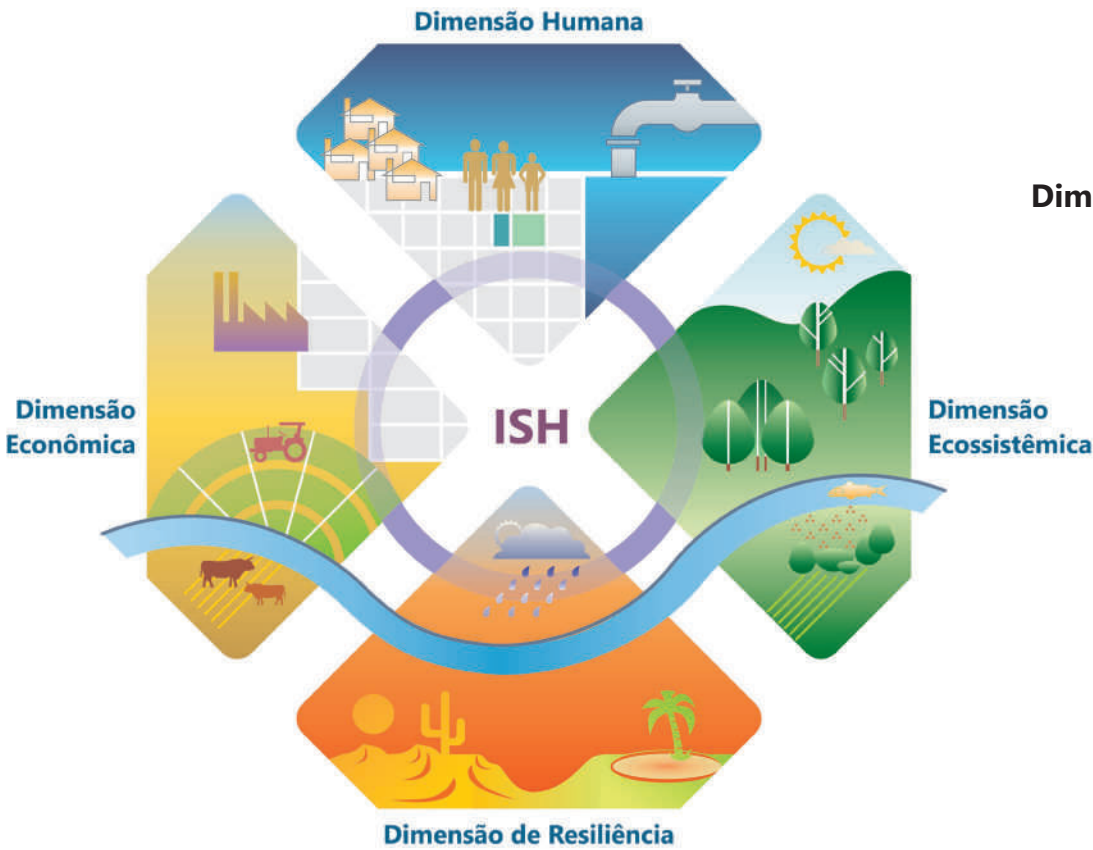 Dimensão Humana
Dim
Dimensão
Econômica
ISH
Dimensão
Ecossistêmica
Dimensão de Resiliência